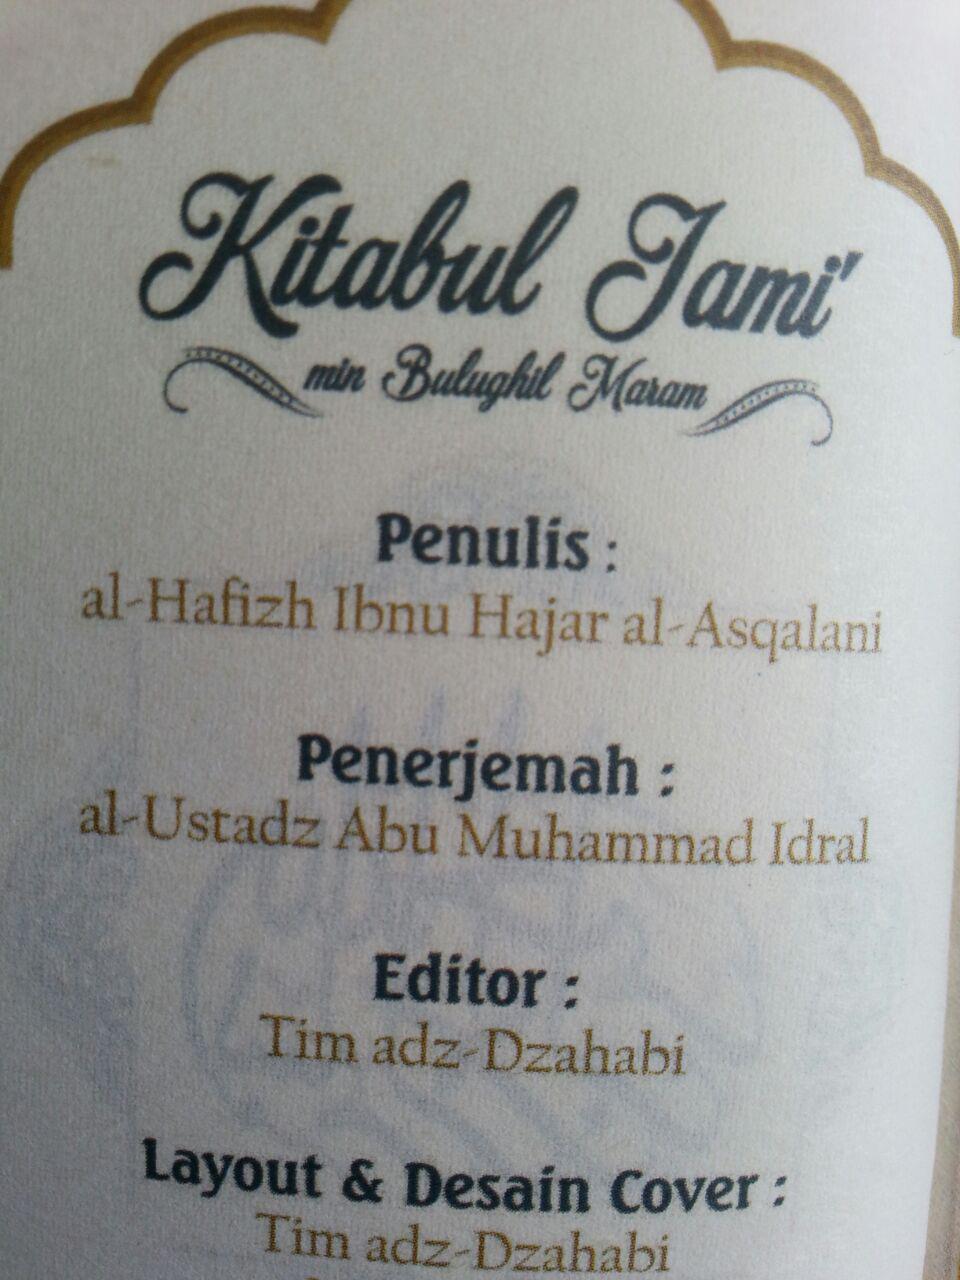 Kitabul Jami'
min Bulughil Maram
Penulis :
al-Hafizh Ibnu Hajar al-Asqalani
Penerjemah :
al-Ustadz Abu Muhammad Idral
Editor :
Tim adz-Dzahabi
Layout & Desain Cover :
Tim adz-Dzahabi